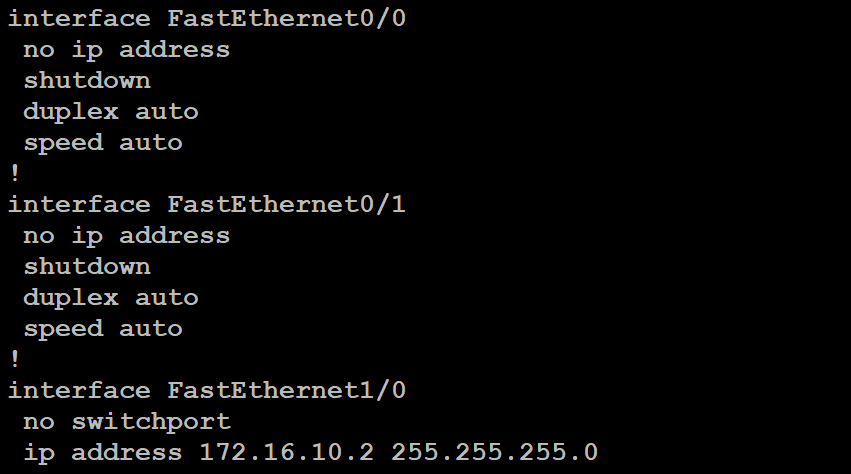 interface FastEthernet0/0
 no ip address
 shutdown
 duplex auto
 speed auto
!
interface FastEthernet0/1
 no ip address
 shutdown
 duplex auto
 speed auto
!
interface FastEthernet1/0
 no switchport
 ip address 172.16.10.2 255.255.255.0